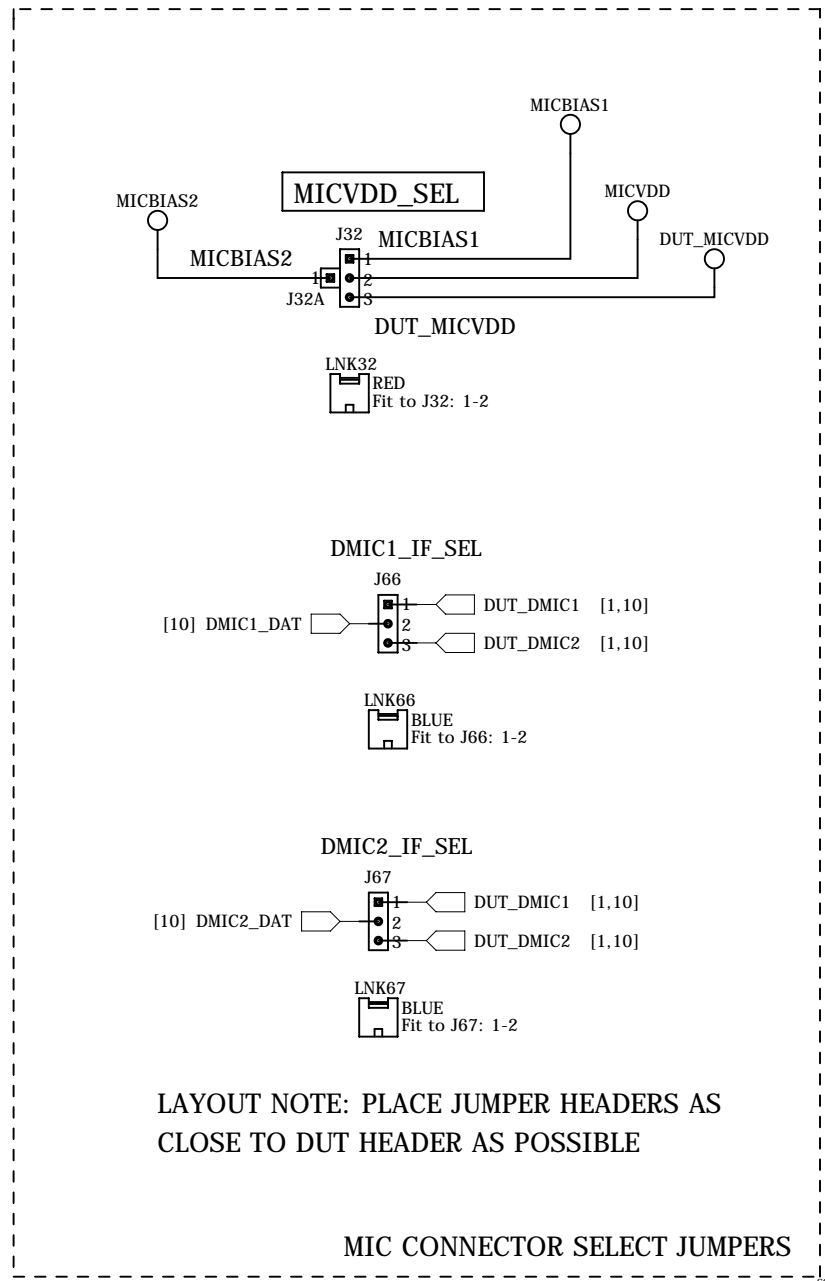 MICBIAS1
MICBIAS2
MICVDD_SEL
MICVDD
J32
MICBIAS1
DUT_MICVDD
MICBIAS2
1
1
2
J32A
3
DUT_MICVDD
LNK32
RED
Fit to J32: 1-2
DMIC1_IF_SEL
J66
1 DUT_DMIC1 [1,10]
[10] DMIC1_DAT 2
3 DUT_DMIC2 [1,10]
LNK66
BLUE
Fit to J66: 1-2
DMIC2_IF_SEL
J67
1 DUT_DMIC1 [1,10]
[10] DMIC2_DAT 2
3 DUT_DMIC2 [1,10]
LNK67
BLUE
Fit to J67: 1-2
LAYOUT NOTE: PLACE JUMPER HEADERS AS
CLOSE TO DUT HEADER AS POSSIBLE
MIC CONNECTOR SELECT JUMPERS